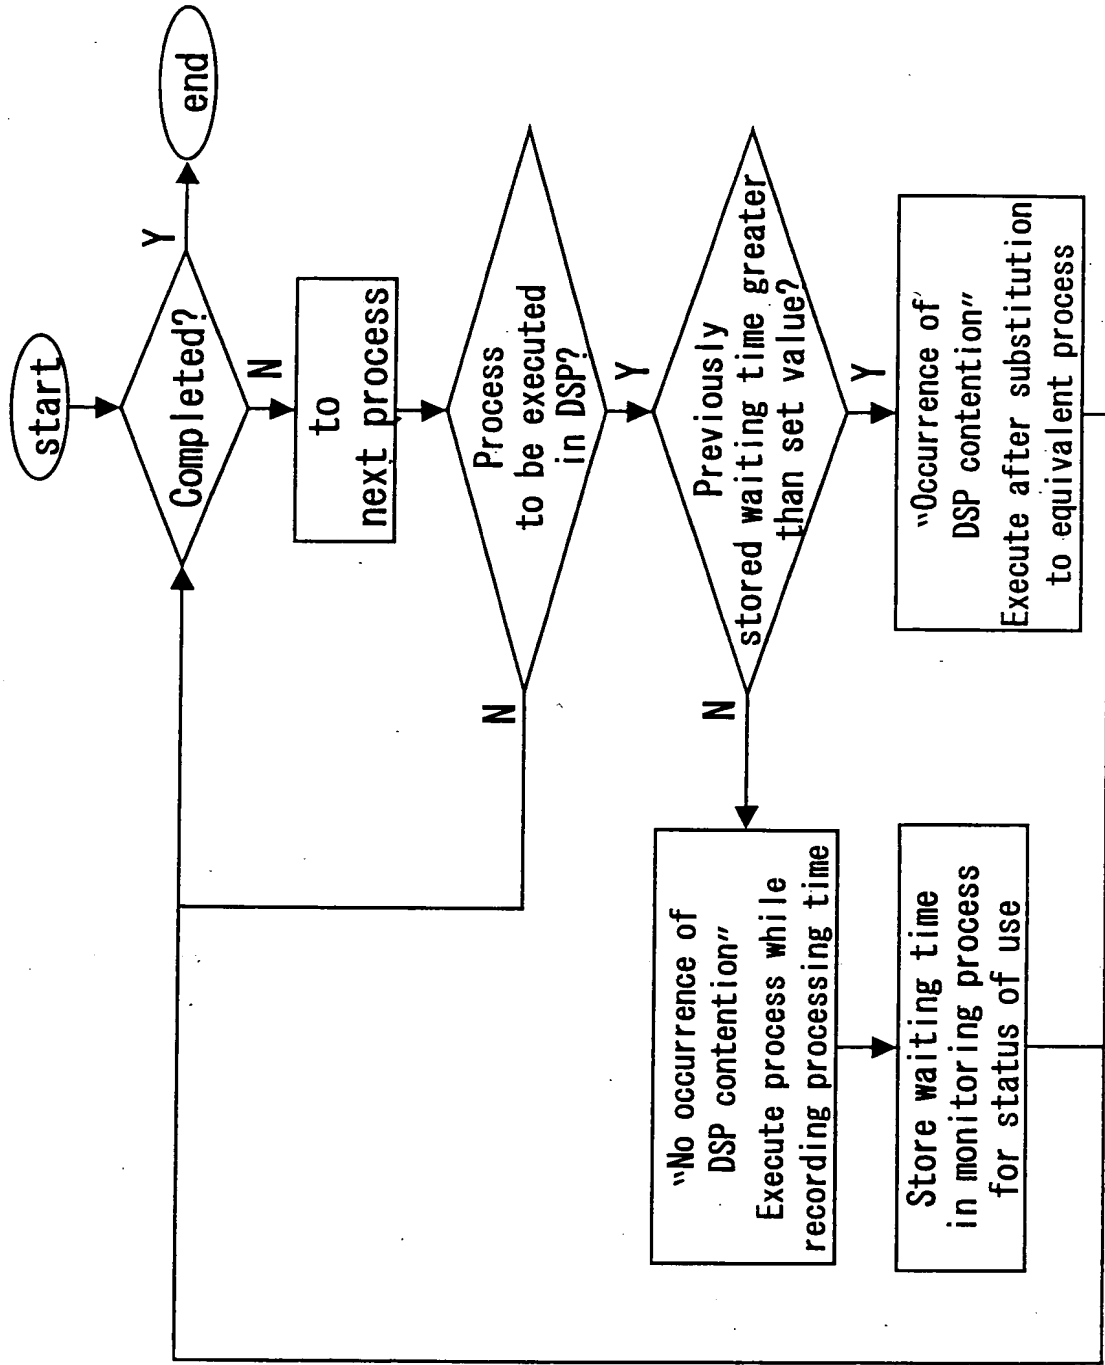 start
Completed?
Y
end
N
to
next process
Process
to be executed
in DSP?
N
Y
Previously
stored waiting time greater
than set value?
N
Y
"No occurrence of
DSP contention"
Execute process while
recording processing time
"Occurrence of
DSP contention"
Execute after substitution
to equivalent process
Store waiting time
in monitoring process
for status of use